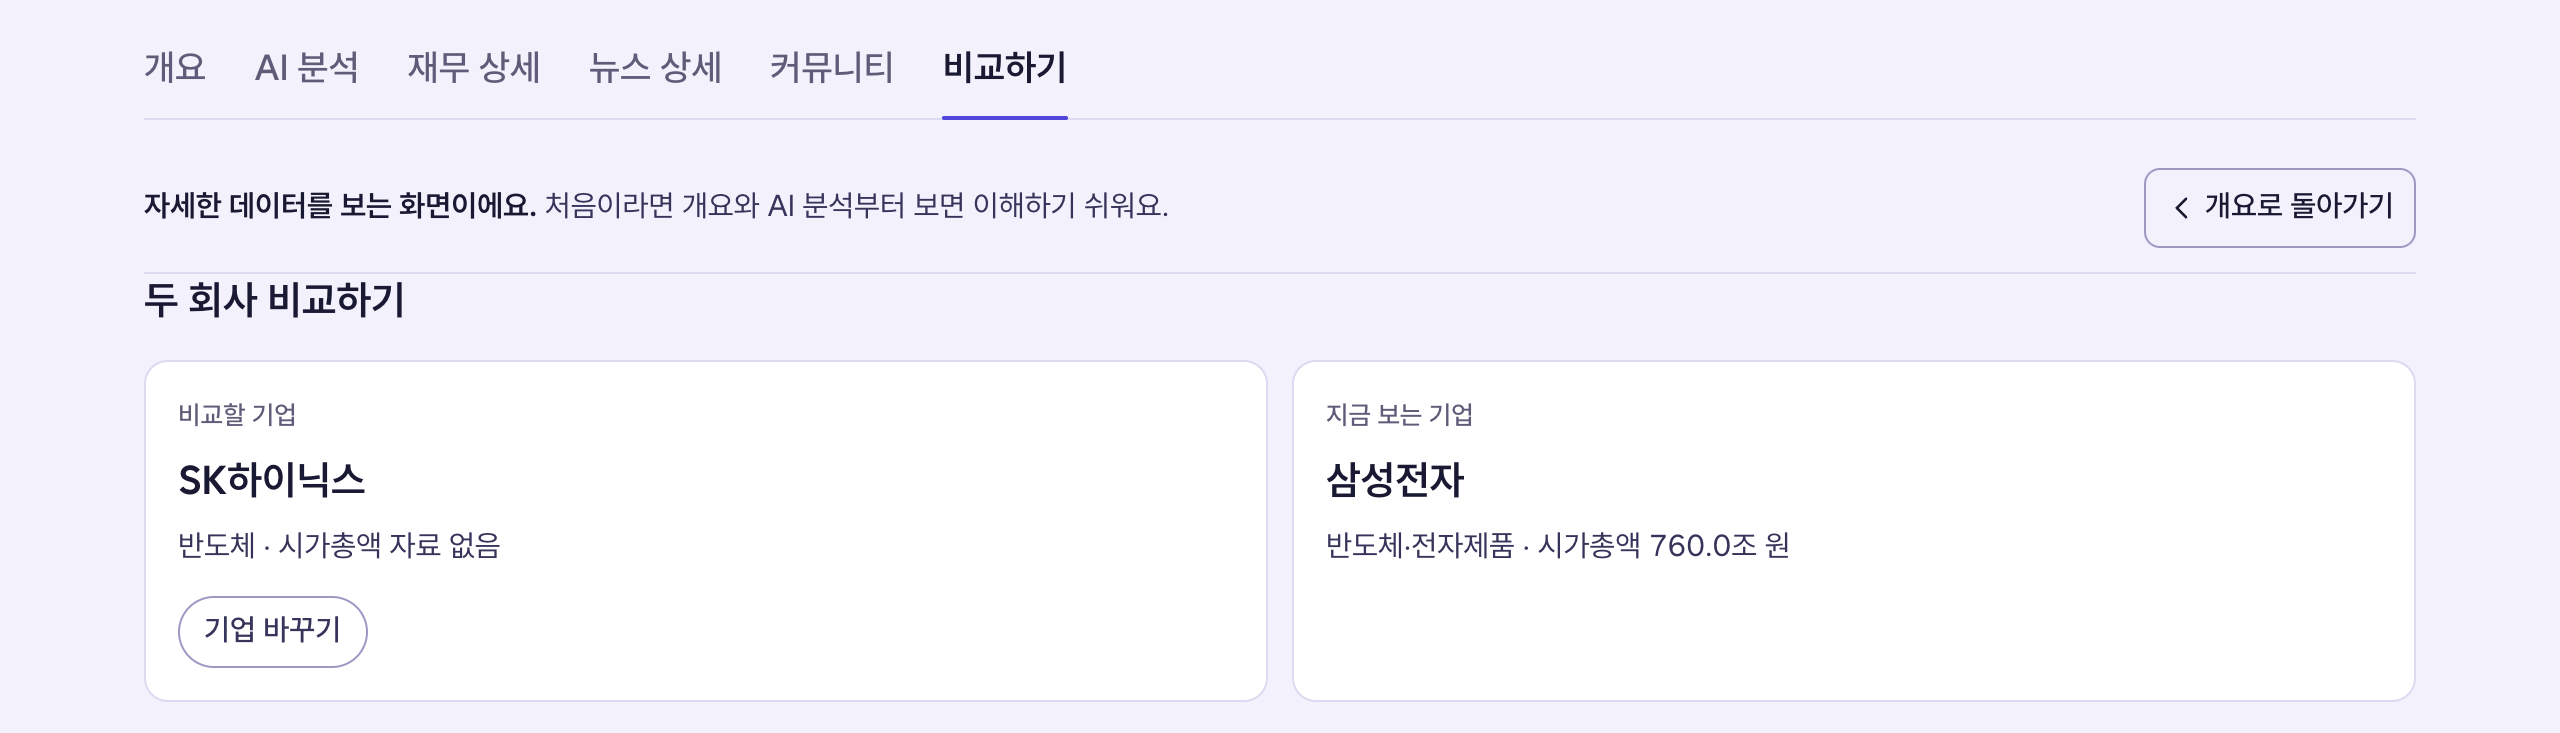 개요 AI 분석 재무 상세 뉴스 상세 커뮤니티 비교하기
자세한 데이터를 보는 화면이에요. 처음이라면 개요와 AI 분석부터 보면 이해하기 쉬워요.
< 개요로 돌아가기
두 회사 비교하기
비교할 기업
SK하이닉스
반도체 · 시가총액 자료 없음
기업 바꾸기
지금 보는 기업
삼성전자
반도체·전자제품 · 시가총액 760.0조 원